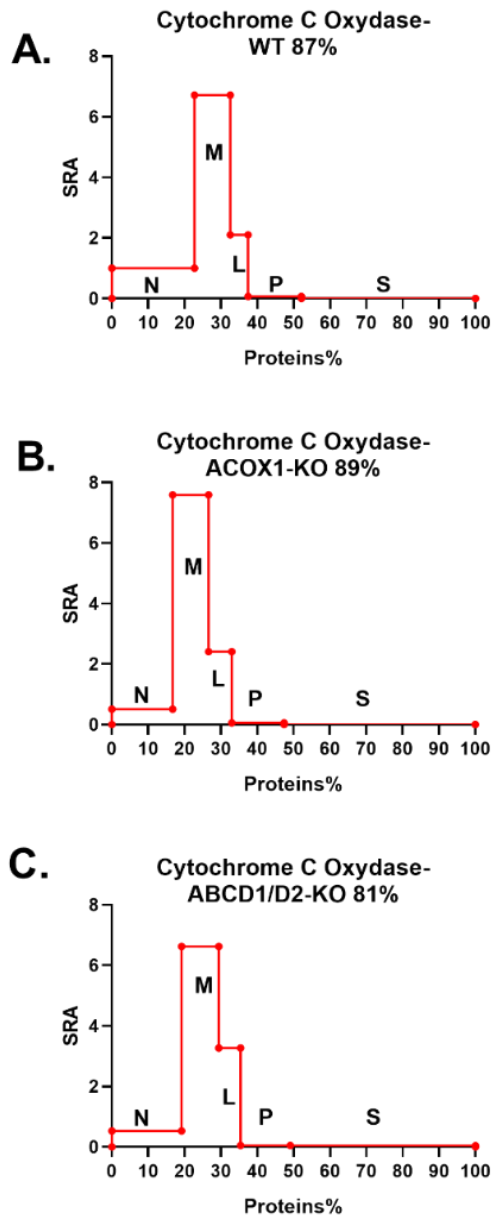 A.
Cytochrome C Oxydase-
WT 87%
8
6
4
2
0
SRA
N
M
L
P
S
0 10 20 30 40 50 60 70 80 90 100
Proteins%
B.
Cytochrome C Oxydase-
ACOX1-KO 89%
8
6
4
2
0
SRA
N
M
L
P
S
0 10 20 30 40 50 60 70 80 90 100
Proteins%
C.
Cytochrome C Oxydase-
ABCD1/D2-KO 81%
8
6
4
2
0
SRA
N
M
L
P
S
0 10 20 30 40 50 60 70 80 90 100
Proteins%